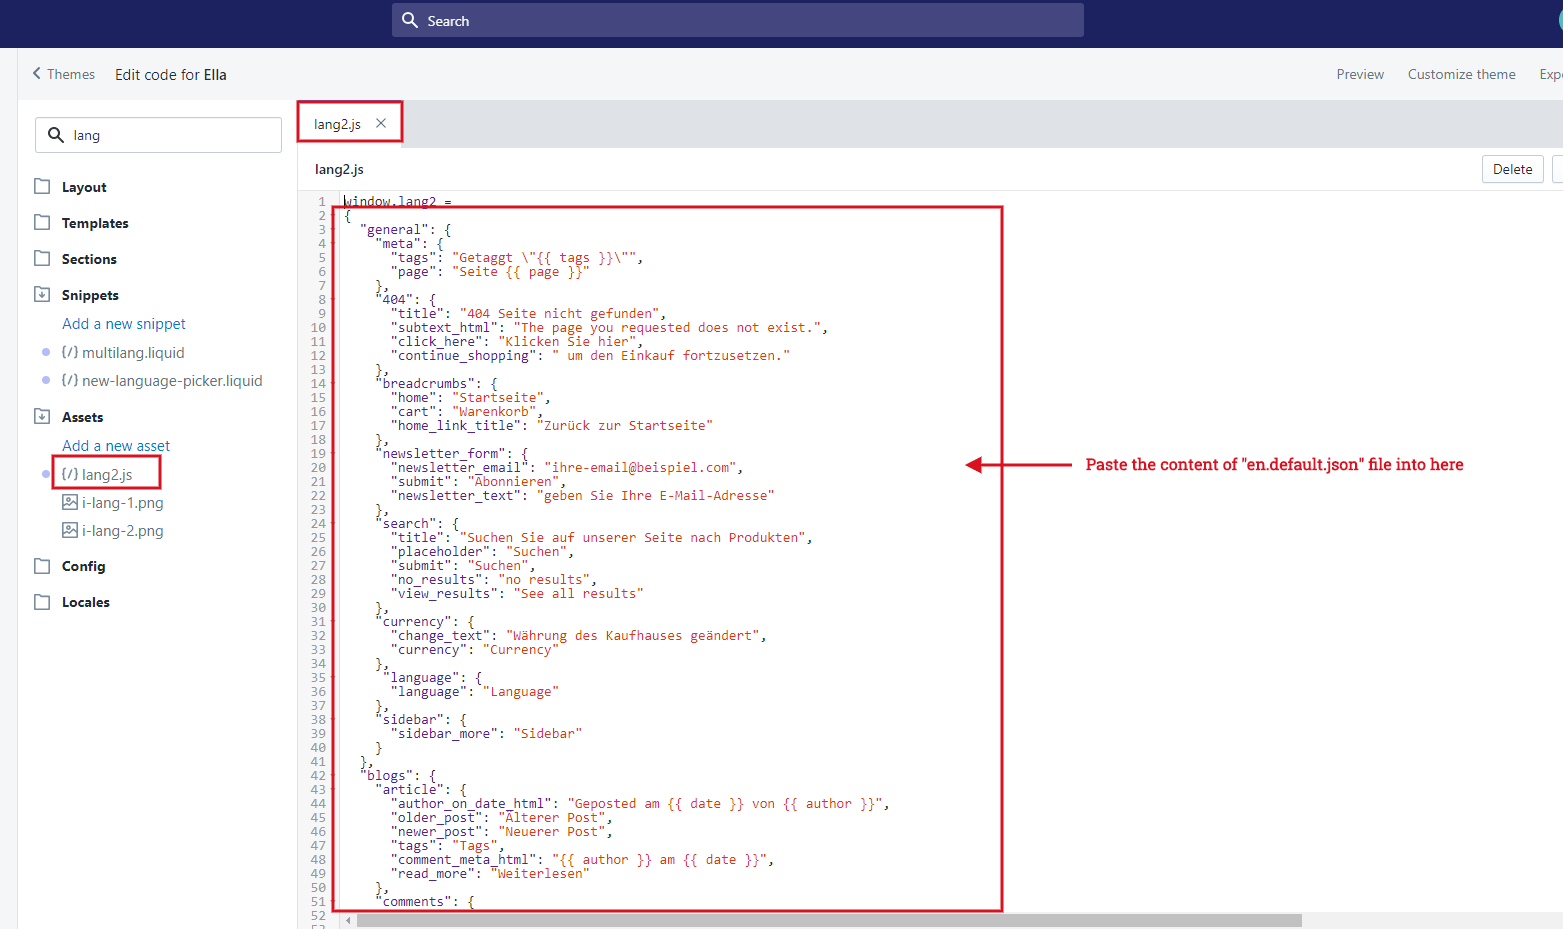 Search
Themes
Edit code for Ella
Preview
Customize theme
lang
lang2.js
lang2.js
Delete
Layout
Templates
Sections
Snippets
Add a new snippet
{/} multilang.liquid
{/} new-language-picker.liquid
Assets
Add a new asset
{/} lang2.js
i-lang-1.png
i-lang-2.png
Config
Locales
1 window.lang2 =
2 {
3 "general": {
4 "meta": {
5 "tags": "Getaggt \"{{ tags }}\"",
6 "page": "Seite {{ page }}"
7 },
8 "404": {
9 "title": "404 Seite nicht gefunden",
10 "subtext_html": "The page you requested does not exist.",
11 "click_here": "Klicken Sie hier",
12 "continue_shopping": " um den Einkauf fortzusetzen."
13 },
14 "breadcrumbs": {
15 "home": "Startseite",
16 "cart": "Warenkorb",
17 "home_link_title": "Zurück zur Startseite"
18 },
19 "newsletter_form": {
20 "newsletter_email": "ihre-email@beispiel.com",
21 "submit": "Abonnieren",
22 "newsletter_text": "geben Sie Ihre E-Mail-Adresse"
23 },
24 "search": {
25 "title": "Suchen Sie auf unserer Seite nach Produkten",
26 "placeholder": "Suchen",
27 "submit": "Suchen",
28 "no_results": "no results",
29 "view_results": "See all results"
30 },
31 "currency": {
32 "change_text": "Währung des Kaufhauses geändert",
33 "currency": "Currency"
34 },
35 "language": {
36 "language": "Language"
37 },
38 "sidebar": {
39 "sidebar_more": "Sidebar"
40 }
41 },
42 "blogs": {
43 "article": {
44 "author_on_date_html": "Geposted am {{ date }} von {{ author }}",
45 "older_post": "Älterer Post",
46 "newer_post": "Neuerer Post",
47 "tags": "Tags",
48 "comment_meta_html": "{{ author }} am {{ date }}",
49 "read_more": "Weiterlesen"
50 },
51 "comments": {
52
Paste the content of "en.default.json" file into here